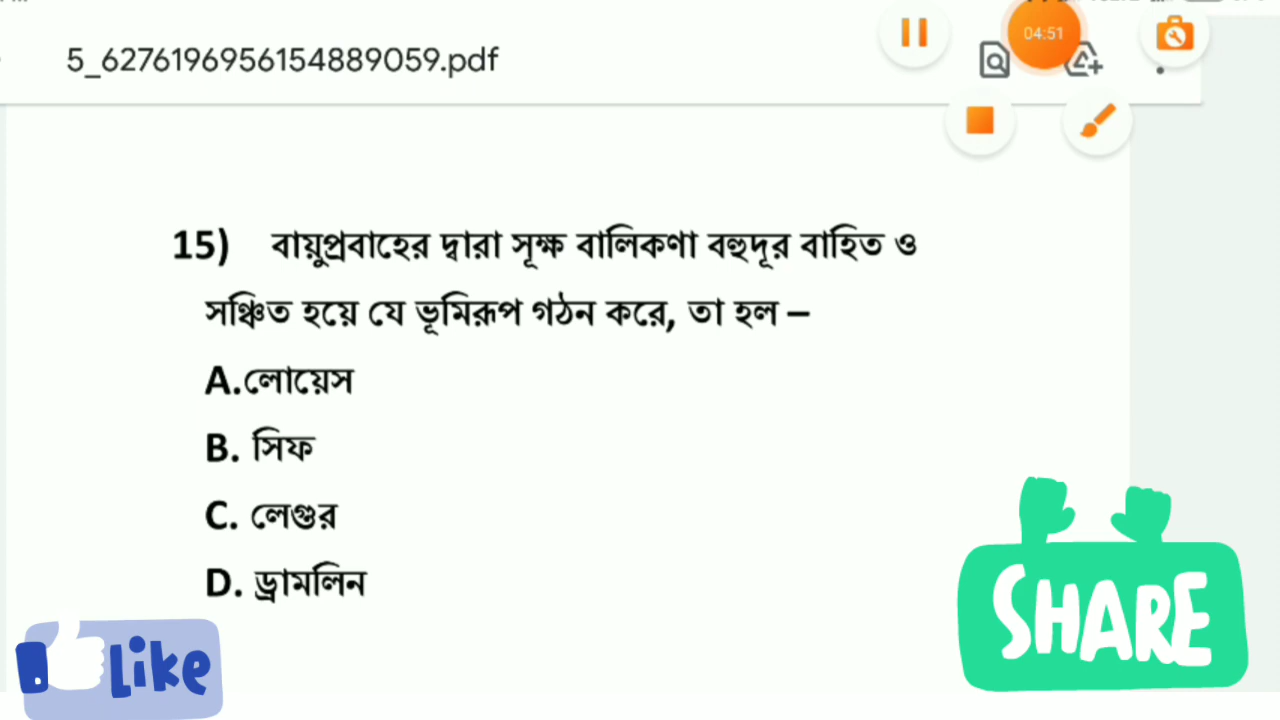 5_6276196956154889059.pdf
04:51
15) বায়ুপ্রবাহের দ্বারা সূক্ষ বালিকণা বহুদূর বাহিত ও
সঞ্চিত হয়ে যে ভূমিরূপ গঠন করে, তা হল –
A.লোয়েস
B. সিফ
C. লেগুর
D. ড্রামলিন
SHARE
Like